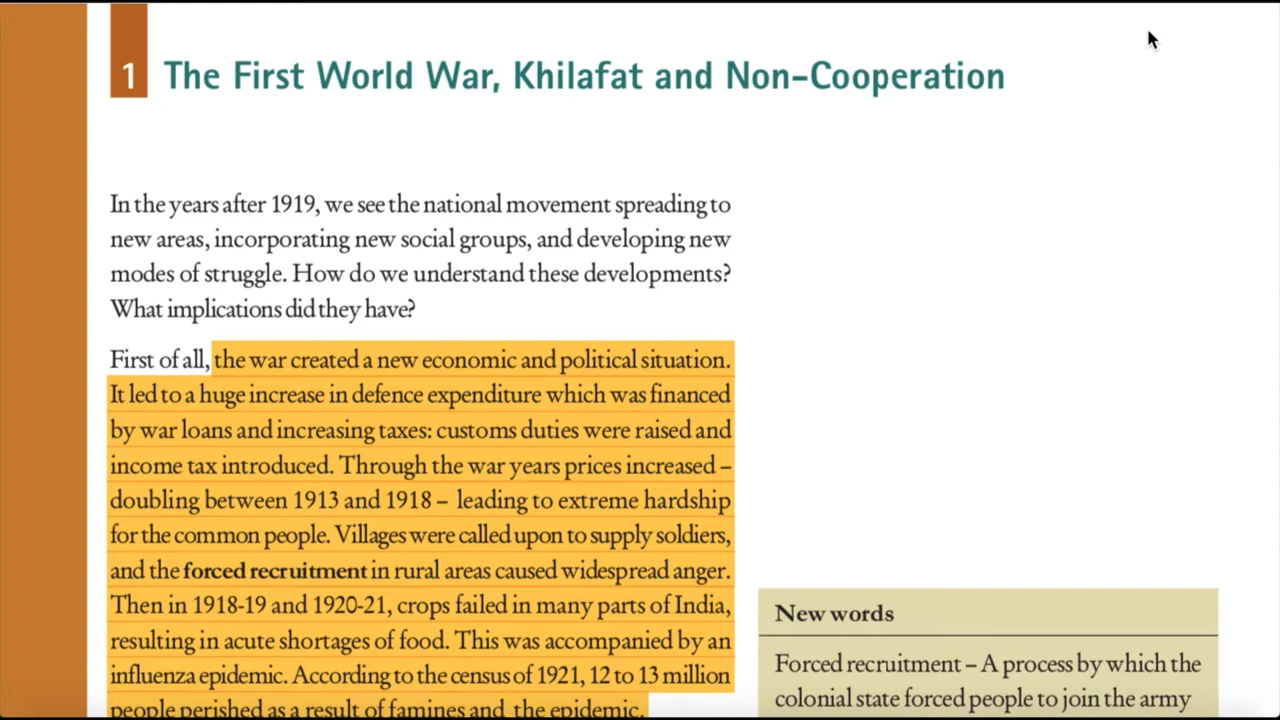 1 The First World War, Khilafat and Non-Cooperation
In the years after 1919, we see the national movement spreading to
new areas, incorporating new social groups, and developing new
modes of struggle. How do we understand these developments?
What implications did they have?
First of all, the war created a new economic and political situation.
It led to a huge increase in defence expenditure which was financed
by war loans and increasing taxes: customs duties were raised and
income tax introduced. Through the war years prices increased –
doubling between 1913 and 1918 – leading to extreme hardship
for the common people. Villages were called upon to supply soldiers,
and the forced recruitment in rural areas caused widespread anger.
Then in 1918-19 and 1920-21, crops failed in many parts of India,
resulting in acute shortages of food. This was accompanied by an
influenza epidemic. According to the census of 1921, 12 to 13 million
people perished as a result of famines and the epidemic.
New words
Forced recruitment – A process by which the
colonial state forced people to join the army